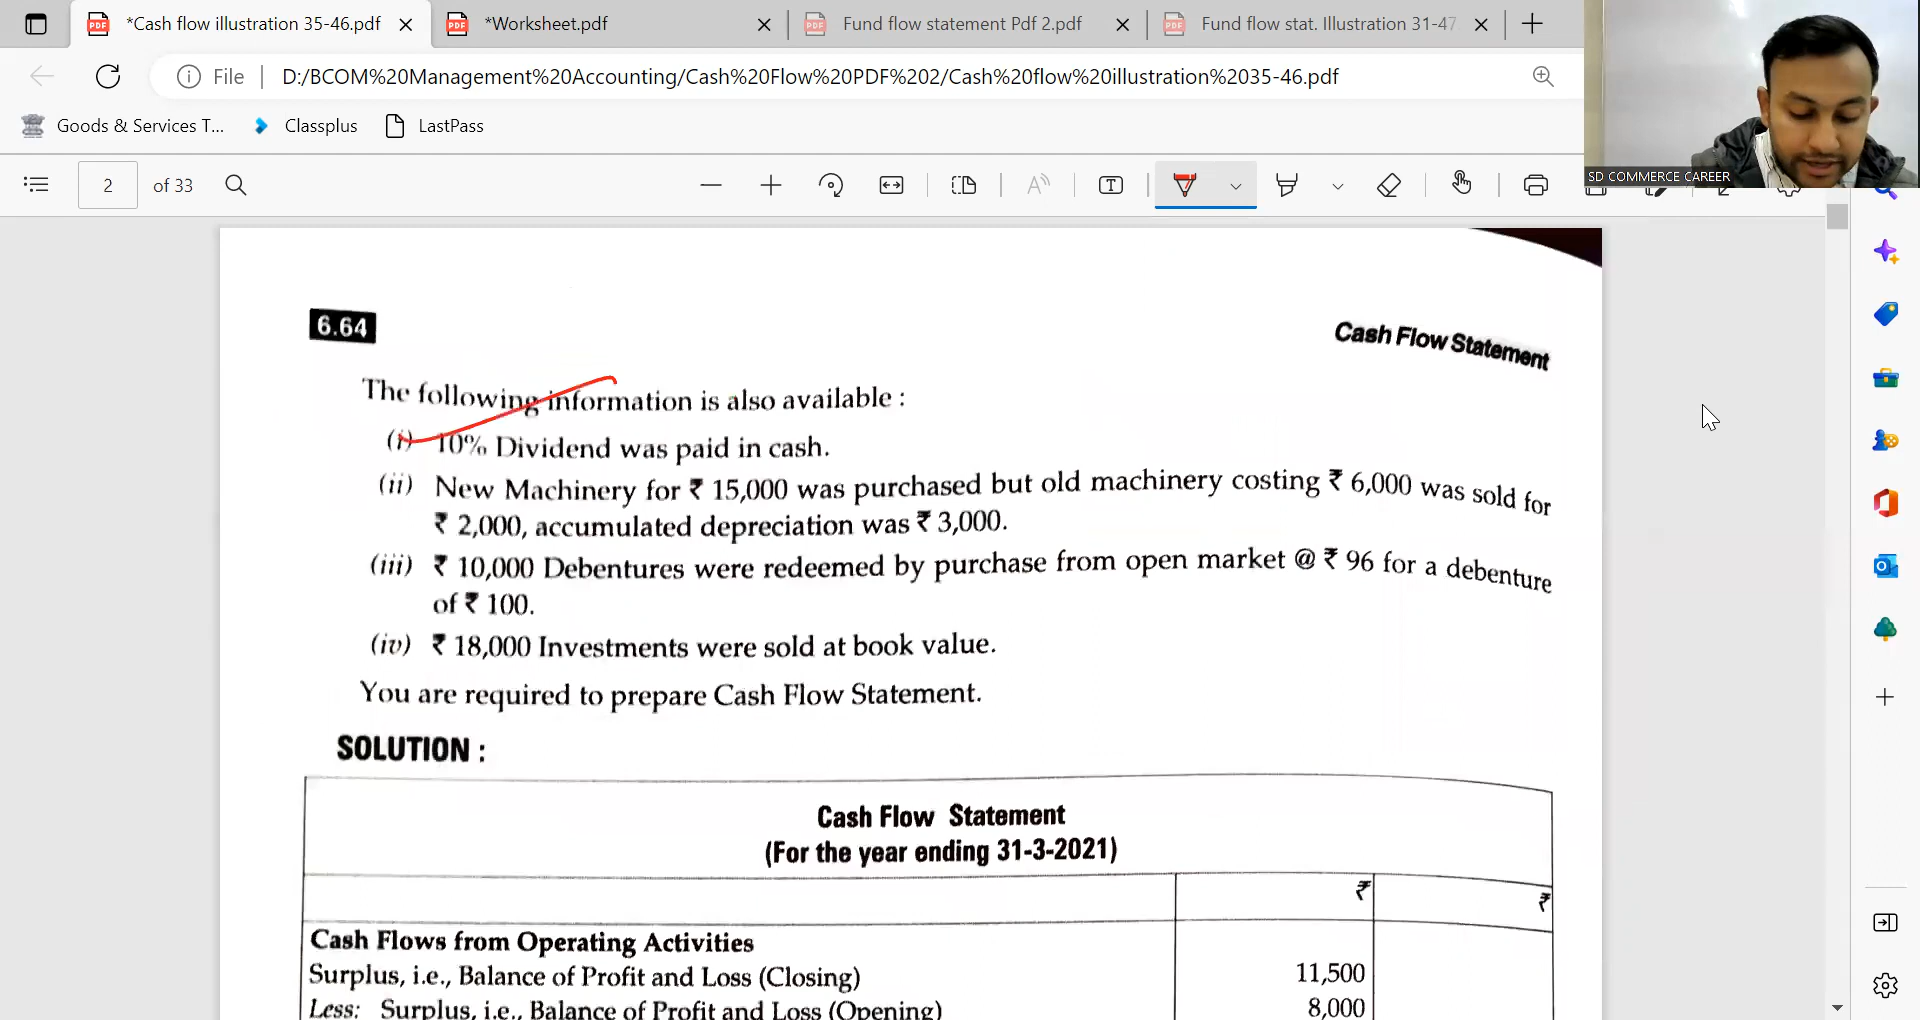 *Cash flow illustration 35-46.pdf
*Worksheet.pdf
Fund flow statement Pdf 2.pdf
Fund flow stat. Illustration 31-47
File
D:/BCOM%20Management%20Accounting/Cash%20Flow%20PDF%202/Cash%20flow%20illustration%2035-46.pdf
Goods & Services T...
Classplus
LastPass
2 of 33
SD COMMERCE CAREER
6.64
Cash Flow Statement
The following information is also available :
(i) 10% Dividend was paid in cash.
(ii) New Machinery for ₹ 15,000 was purchased but old machinery costing ₹ 6,000 was sold for
₹ 2,000, accumulated depreciation was ₹ 3,000.
(iii) ₹ 10,000 Debentures were redeemed by purchase from open market @ ₹ 96 for a debenture
of ₹ 100.
(iv) ₹ 18,000 Investments were sold at book value.
You are required to prepare Cash Flow Statement.
SOLUTION :
Cash Flow Statement
(For the year ending 31-3-2021)
₹ ₹
Cash Flows from Operating Activities
Surplus, i.e., Balance of Profit and Loss (Closing) 11,500
Less: Surplus, i.e., Balance of Profit and Loss (Opening) 8,000